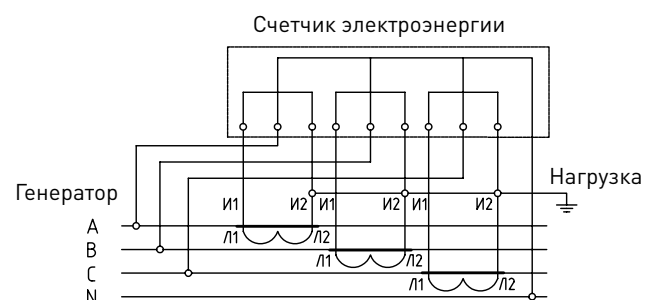 Счетчик электроэнергии
Генератор
Нагрузка
И1 И2 И1 И2 И1 И2
A
Л1 Л2
B
Л1 Л2
C
Л1 Л2
N